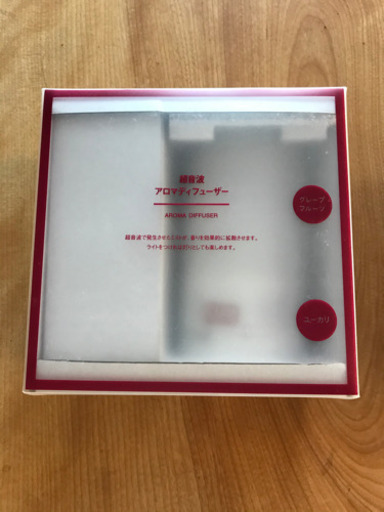 超音波
アロマディフューザー
AROMA DIFFUSER
超音波で発生させたミストが、香りを効果的に拡散させます。
ライトをつければ灯りとしても楽しめます。
グレープ
フルーツ
ユーカリ